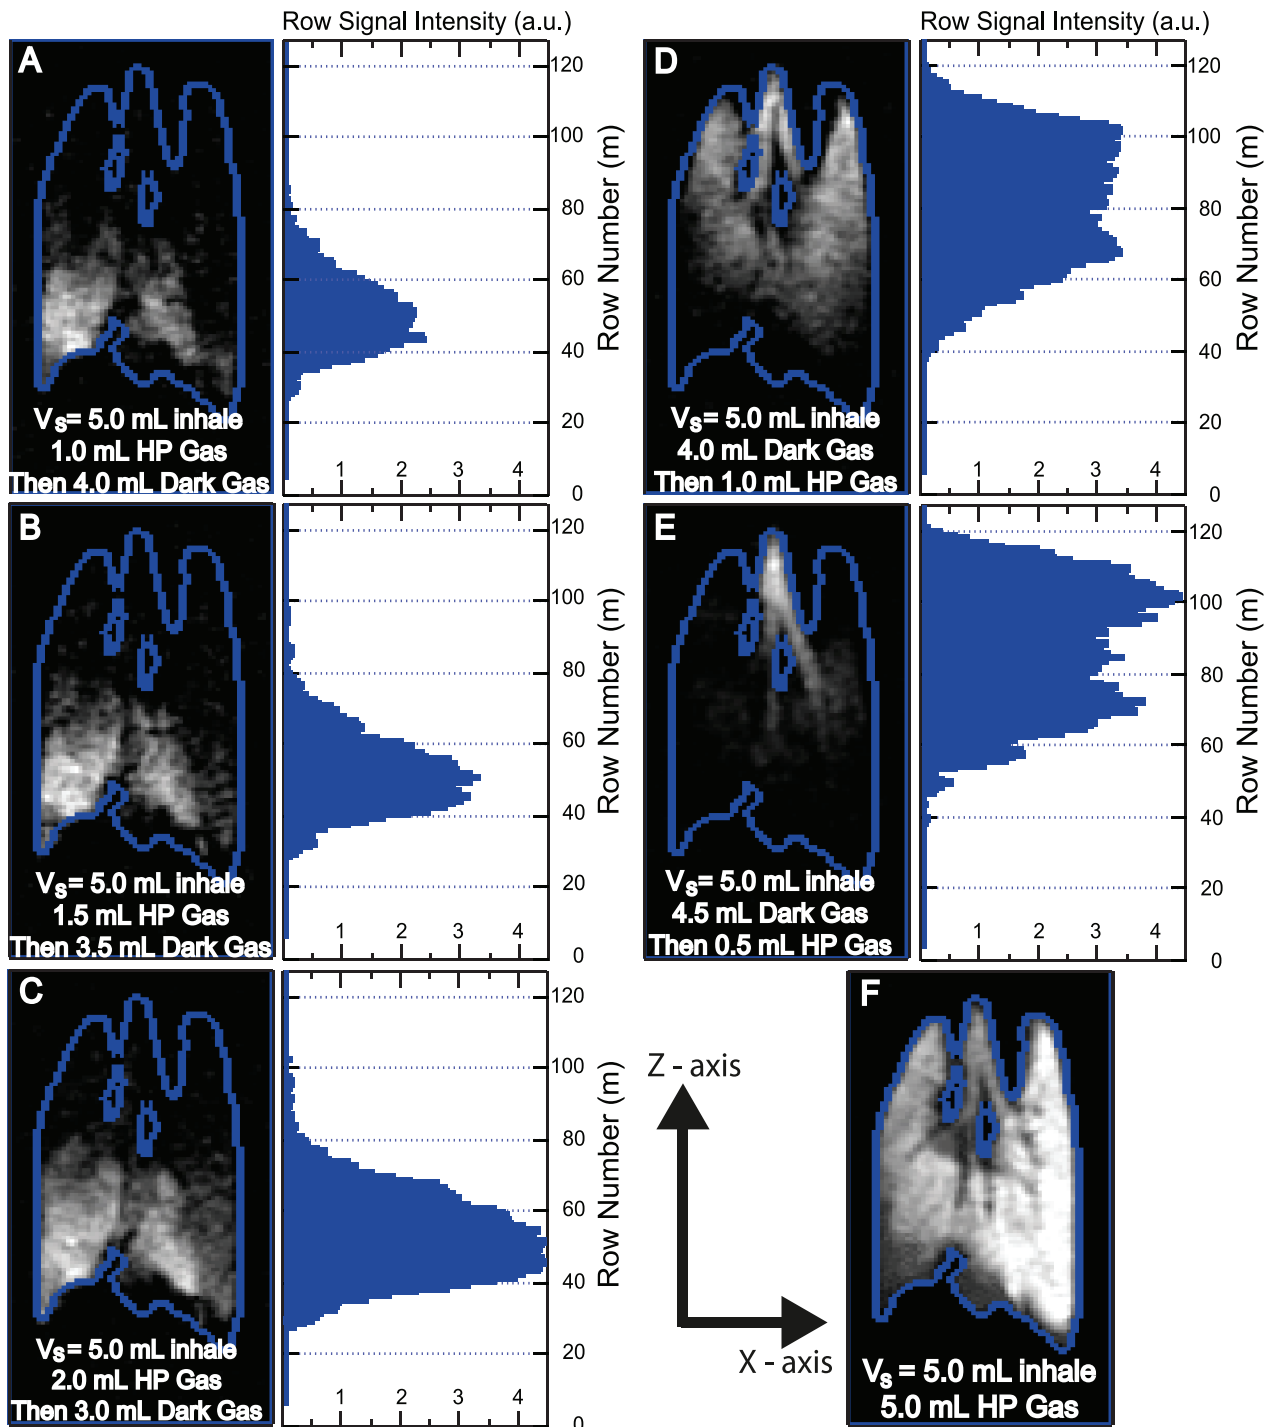 Row Signal Intensity (a.u.)
A
120
100
80
60
40
20
0
1 2 3 4
Row Number (m)
Vs= 5.0 mL inhale
1.0 mL HP Gas
Then 4.0 mL Dark Gas
B
120
100
80
60
40
20
0
1 2 3 4
Row Number (m)
Vs= 5.0 mL inhale
1.5 mL HP Gas
Then 3.5 mL Dark Gas
C
120
100
80
60
40
20
0
1 2 3 4
Row Number (m)
Vs= 5.0 mL inhale
2.0 mL HP Gas
Then 3.0 mL Dark Gas
Row Signal Intensity (a.u.)
D
120
100
80
60
40
20
0
1 2 3 4
Row Number (m)
Vs= 5.0 mL inhale
4.0 mL Dark Gas
Then 1.0 mL HP Gas
E
120
100
80
60
40
20
0
1 2 3 4
Row Number (m)
Vs= 5.0 mL inhale
4.5 mL Dark Gas
Then 0.5 mL HP Gas
Z - axis
X - axis
F
Vs = 5.0 mL inhale
5.0 mL HP Gas